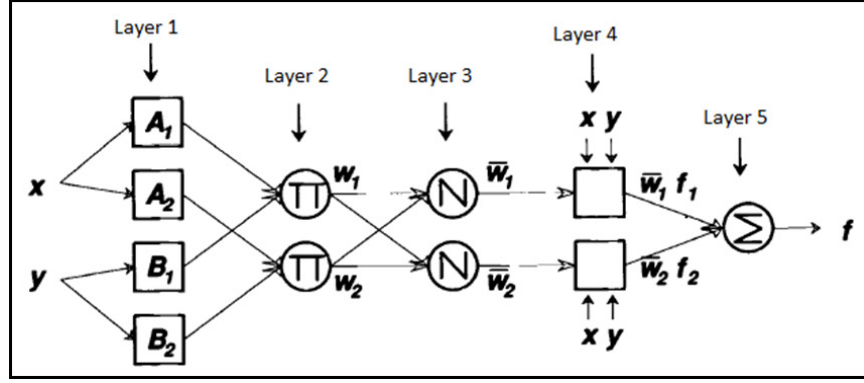 Layer 1
Layer 2
Layer 3
Layer 4
Layer 5
x y
A₁
A₂
B₁
B₂
x
y
Π
Π
w₁
w₂
N
N
w̅₁
w̅₂
w̅₁ f₁
w̅₂ f₂
x y
Σ
f